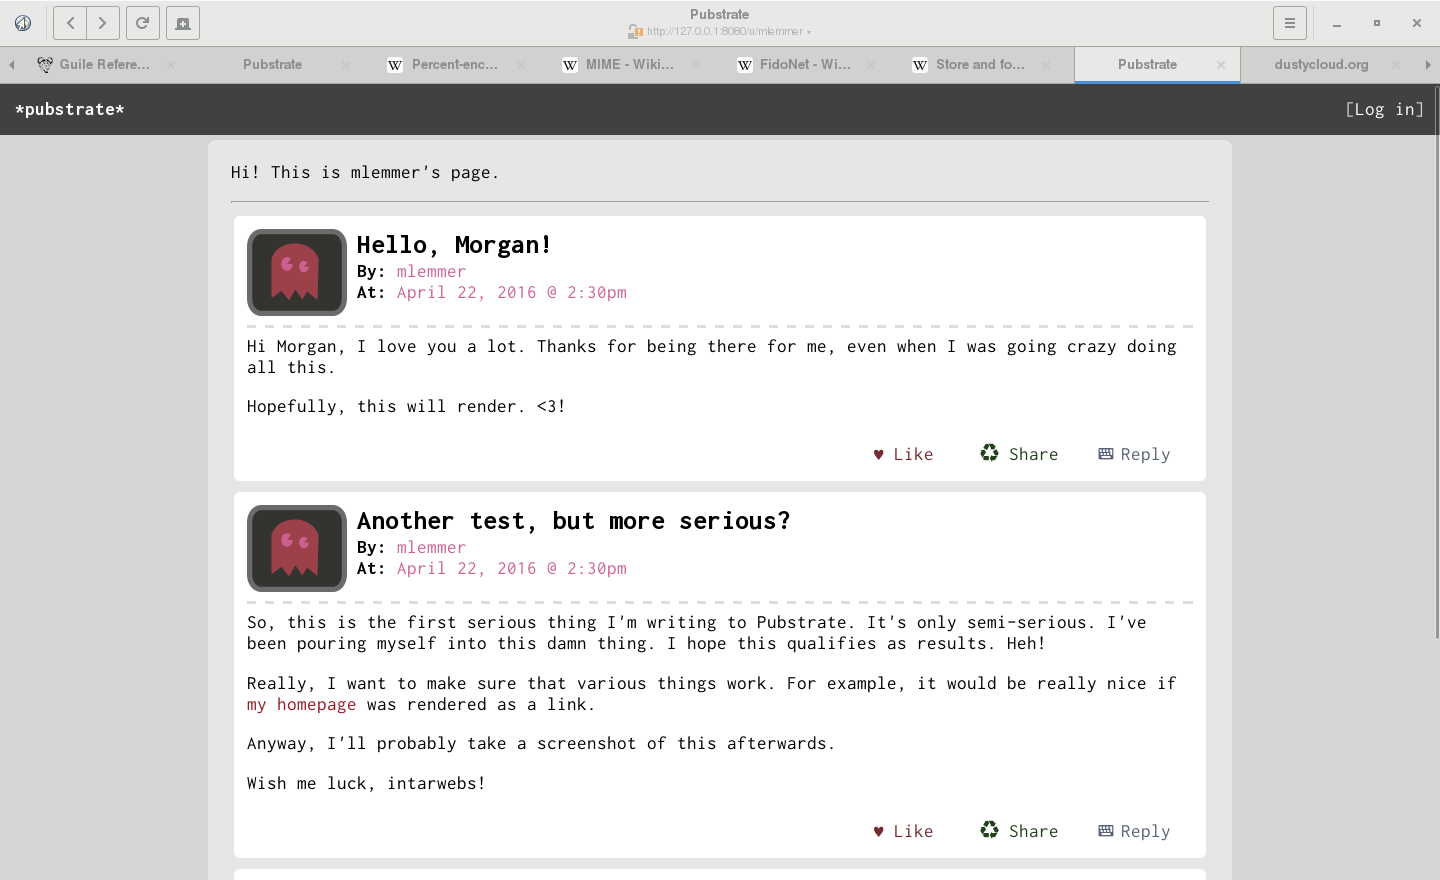 Pubstrate
http://127.0.0.1:8080/u/mlemmer
Guile Refere...
Pubstrate
Percent-enc...
MIME - Wiki...
FidoNet - Wi...
Store and fo...
Pubstrate
dustycloud.org
*pubstrate*
[Log in]
Hi! This is mlemmer's page.
Hello, Morgan!
By: mlemmer
At: April 22, 2016 @ 2:30pm
Hi Morgan, I love you a lot. Thanks for being there for me, even when I was going crazy doing
all this.
Hopefully, this will render. <3!
♥ Like
Share
Reply
Another test, but more serious?
By: mlemmer
At: April 22, 2016 @ 2:30pm
So, this is the first serious thing I'm writing to Pubstrate. It's only semi-serious. I've
been pouring myself into this damn thing. I hope this qualifies as results. Heh!
Really, I want to make sure that various things work. For example, it would be really nice if
my homepage was rendered as a link.
Anyway, I'll probably take a screenshot of this afterwards.
Wish me luck, intarwebs!
♥ Like
Share
Reply